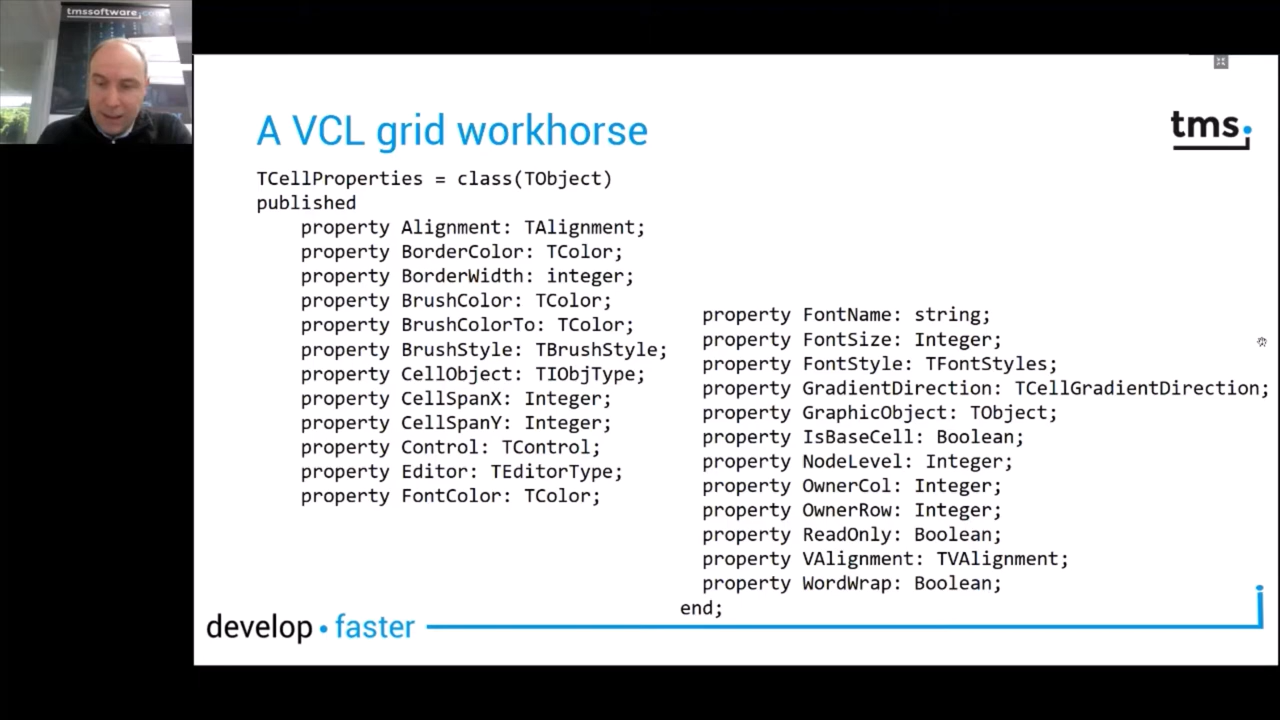 tmssoftware.com
A VCL grid workhorse
tms.
TCellProperties = class(TObject)
published
property Alignment: TAlignment;
property BorderColor: TColor;
property BorderWidth: integer;
property BrushColor: TColor;
property BrushColorTo: TColor;
property BrushStyle: TBrushStyle;
property CellObject: TIObjType;
property CellSpanX: Integer;
property CellSpanY: Integer;
property Control: TControl;
property Editor: TEditorType;
property FontColor: TColor;
property FontName: string;
property FontSize: Integer;
property FontStyle: TFontStyles;
property GradientDirection: TCellGradientDirection;
property GraphicObject: TObject;
property IsBaseCell: Boolean;
property NodeLevel: Integer;
property OwnerCol: Integer;
property OwnerRow: Integer;
property ReadOnly: Boolean;
property VAlignment: TVAlignment;
property WordWrap: Boolean;
end;
develop • faster